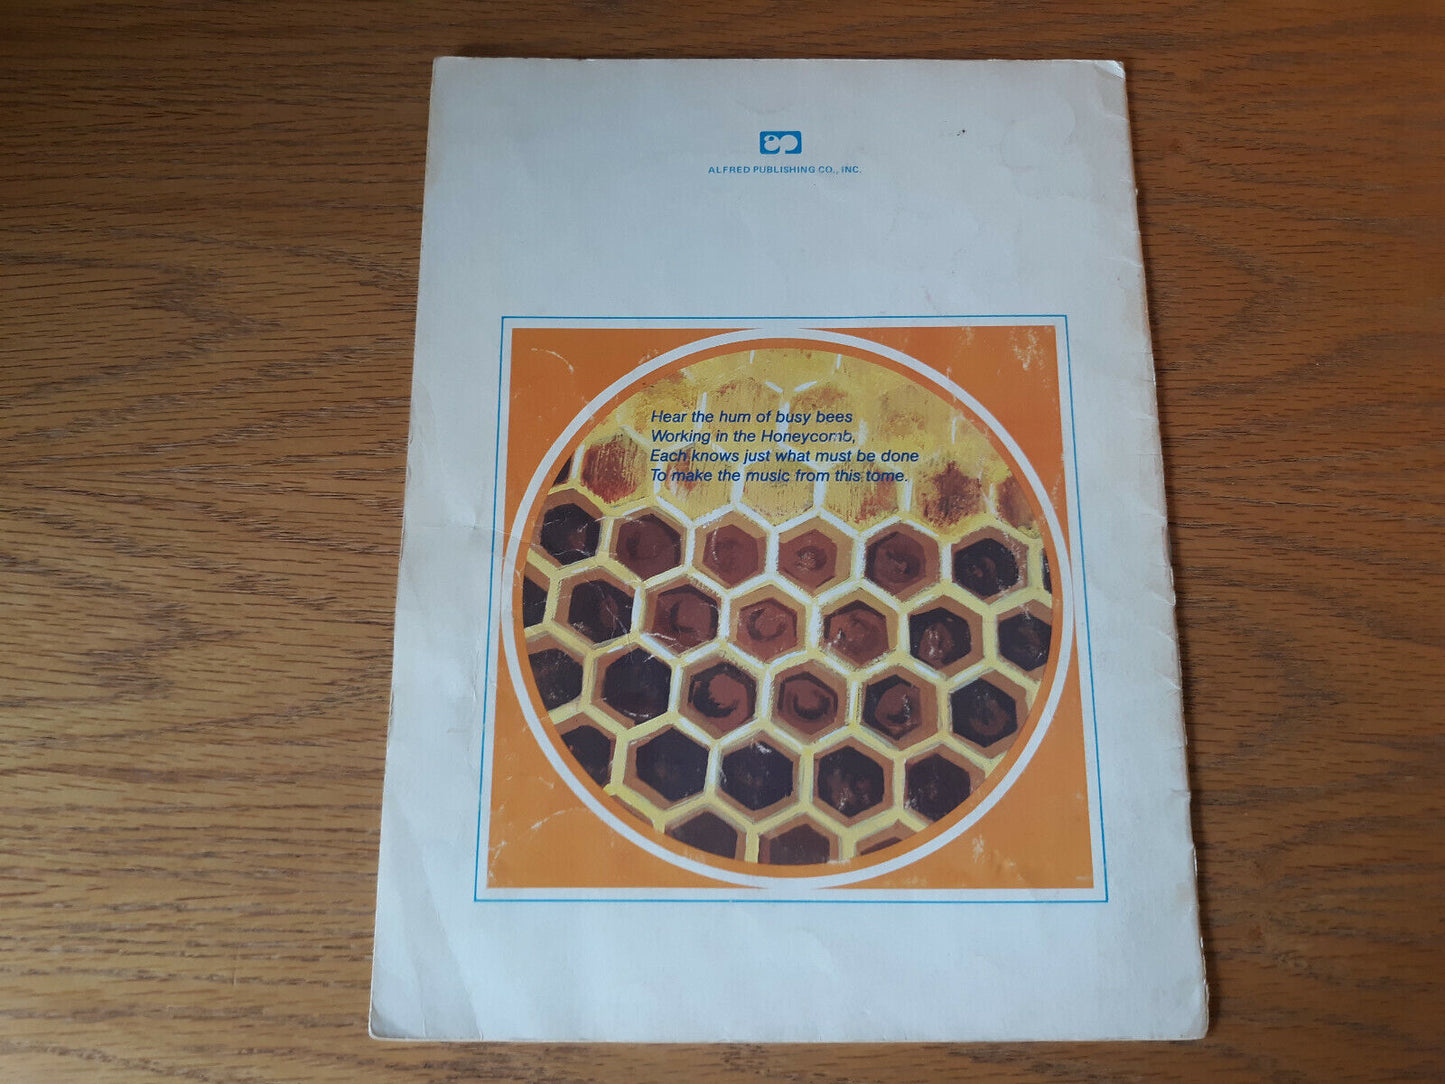 ap
ALFRED PUBLISHING CO., INC.
Hear the hum of busy bees
Working in the Honeycomb,
Each knows just what must be done
To make the music from this tome.